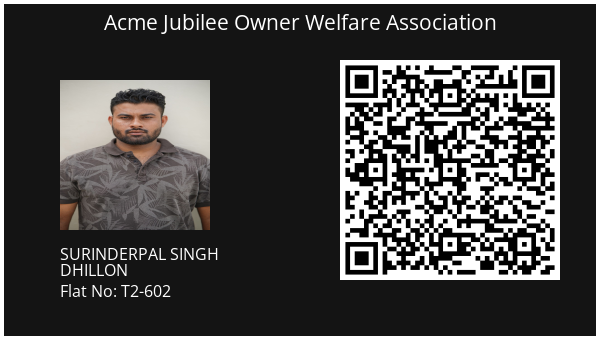 Acme Jubilee Owner Welfare Association
SURINDERPAL SINGH
DHILLON
Flat No: T2-602